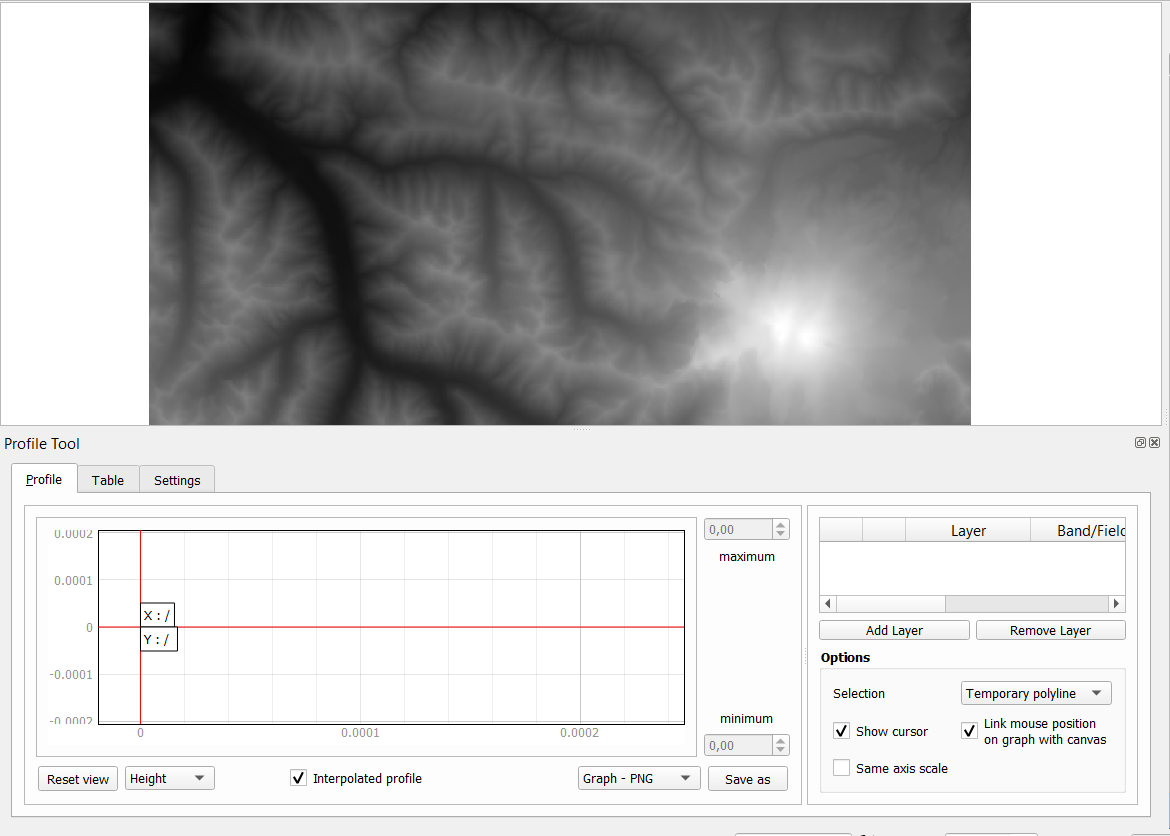 Profile Tool
Profile
Table
Settings
0.0002
0.0001
0
-0.0001
-0.0002
0
0.0001
0.0002
X : /
Y : /
0,00
maximum
minimum
0,00
Reset view
Height
Interpolated profile
Graph - PNG
Save as
Layer
Band/Field
Add Layer
Remove Layer
Options
Selection
Temporary polyline
Show cursor
Link mouse position
on graph with canvas
Same axis scale